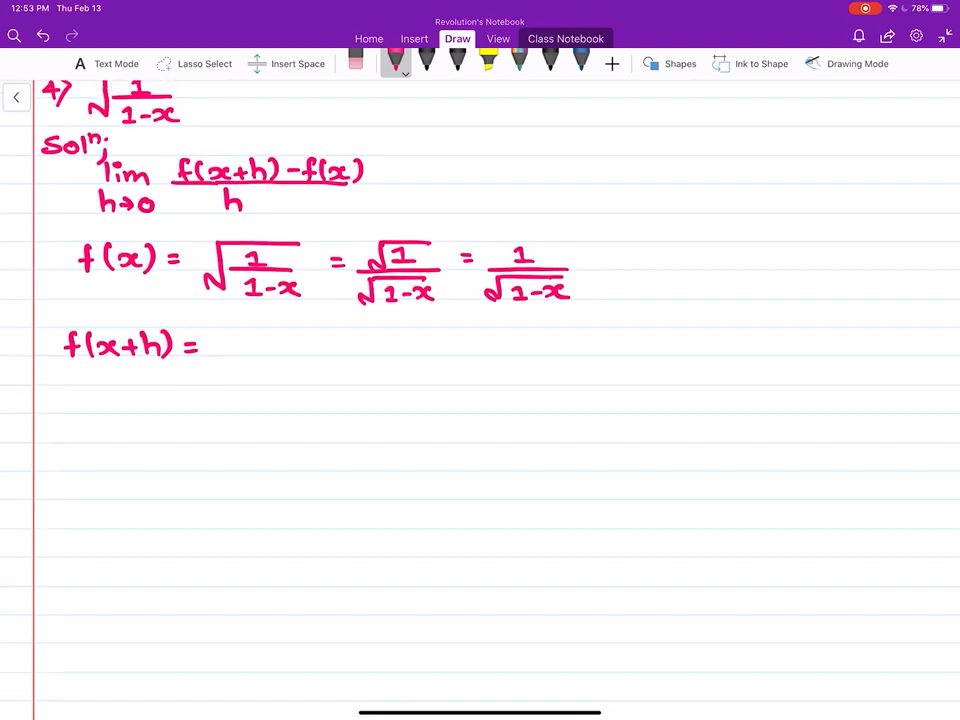 12:53 PM Thu Feb 13
78%
Revolution's Notebook
Home Insert Draw View Class Notebook
Text Mode Lasso Select Insert Space Shapes Ink to Shape Drawing Mode
4) √(1/(1-x))
Solⁿ;
lim h→0 (f(x+h)-f(x))/h
f(x) = √(1/(1-x)) = √1/√(1-x) = 1/√(1-x)
f(x+h) =